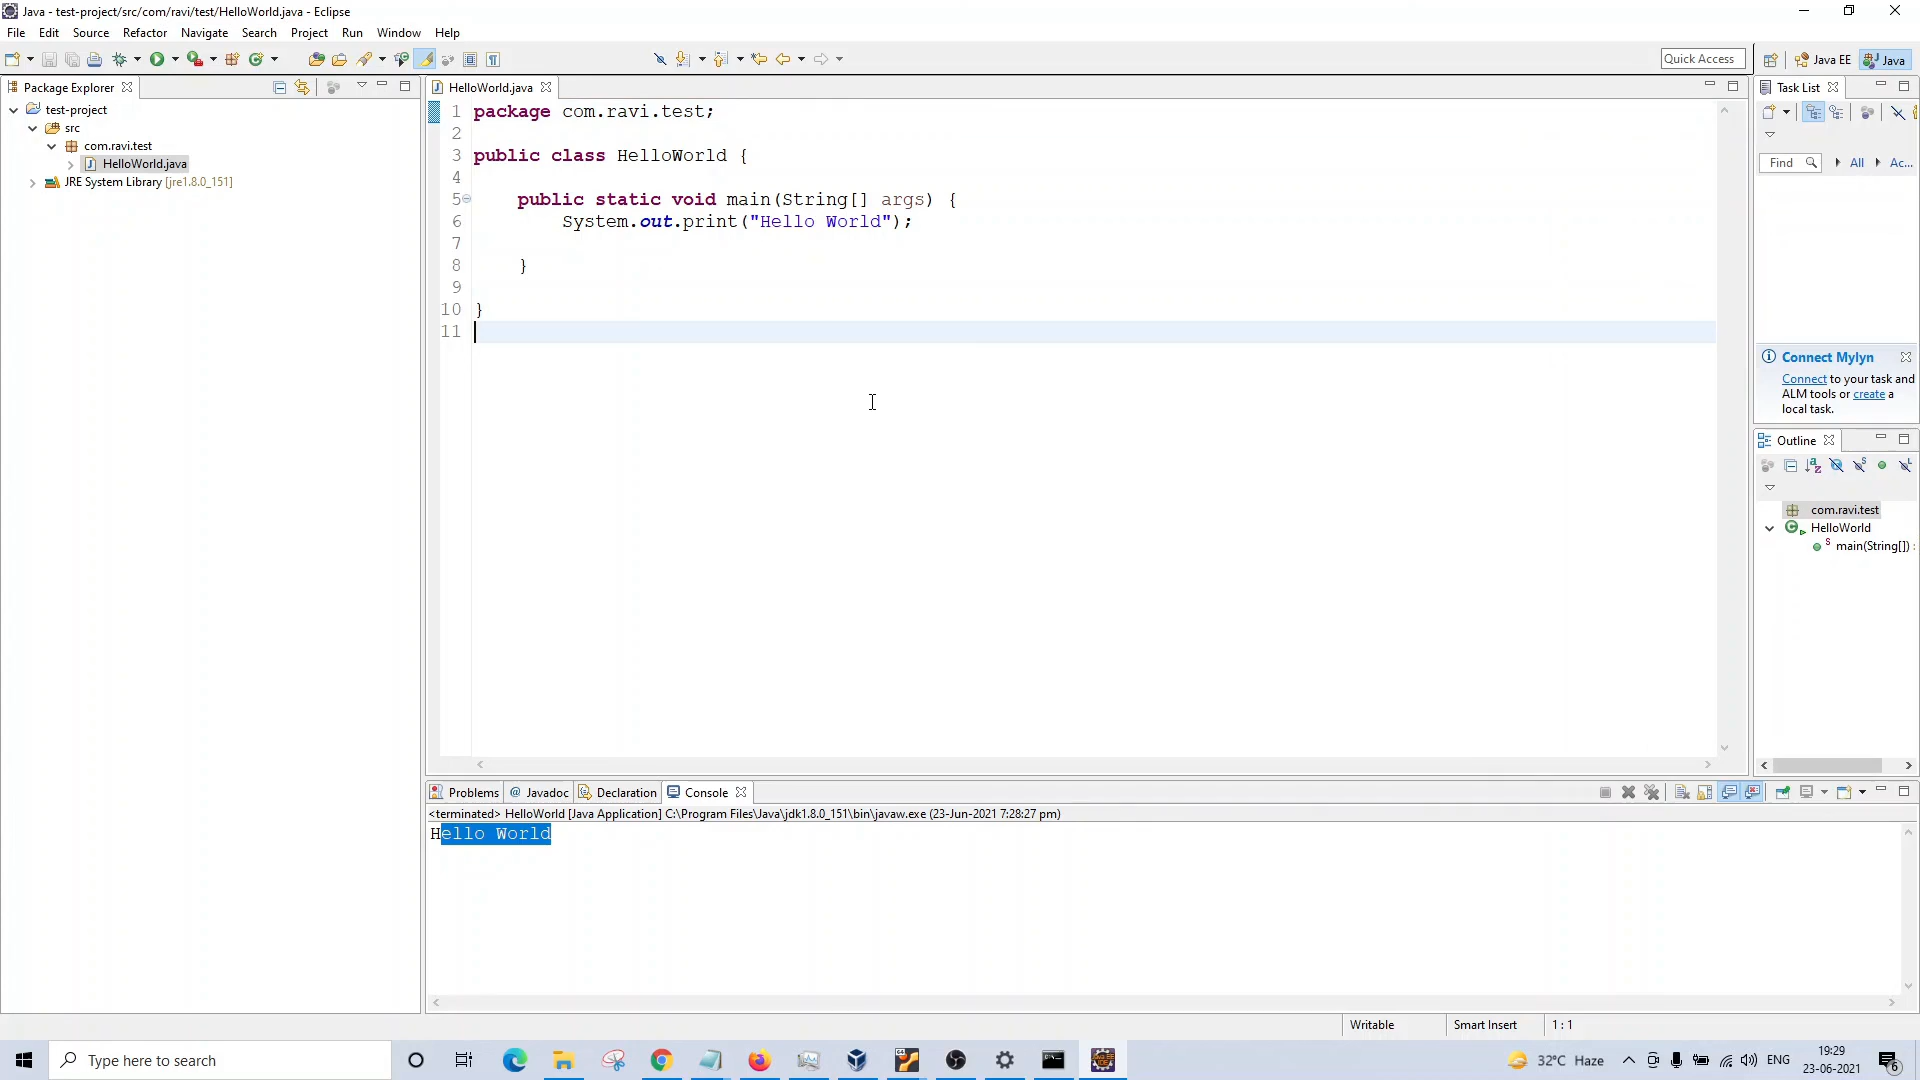 Java - test-project/src/com/ravi/test/HelloWorld.java - Eclipse
File Edit Source Refactor Navigate Search Project Run Window Help
Quick Access
Java EE
Java
Package Explorer
test-project
src
com.ravi.test
HelloWorld.java
JRE System Library [jre1.8.0_151]
HelloWorld.java
1 package com.ravi.test;
2
3 public class HelloWorld {
4
5 public static void main(String[] args) {
6 System.out.print("Hello World");
7
8 }
9
10 }
11
Task List
Find
All
Ac...
Connect Mylyn
Connect to your task and
ALM tools or create a
local task.
Outline
com.ravi.test
HelloWorld
main(String[]) :
Problems @ Javadoc Declaration Console
<terminated> HelloWorld [Java Application] C:\Program Files\Java\jdk1.8.0_151\bin\javaw.exe (23-Jun-2021 7:28:27 pm)
Hello World
Writable Smart Insert 1 : 1
Type here to search
32°C Haze
ENG
19:29
23-06-2021
6